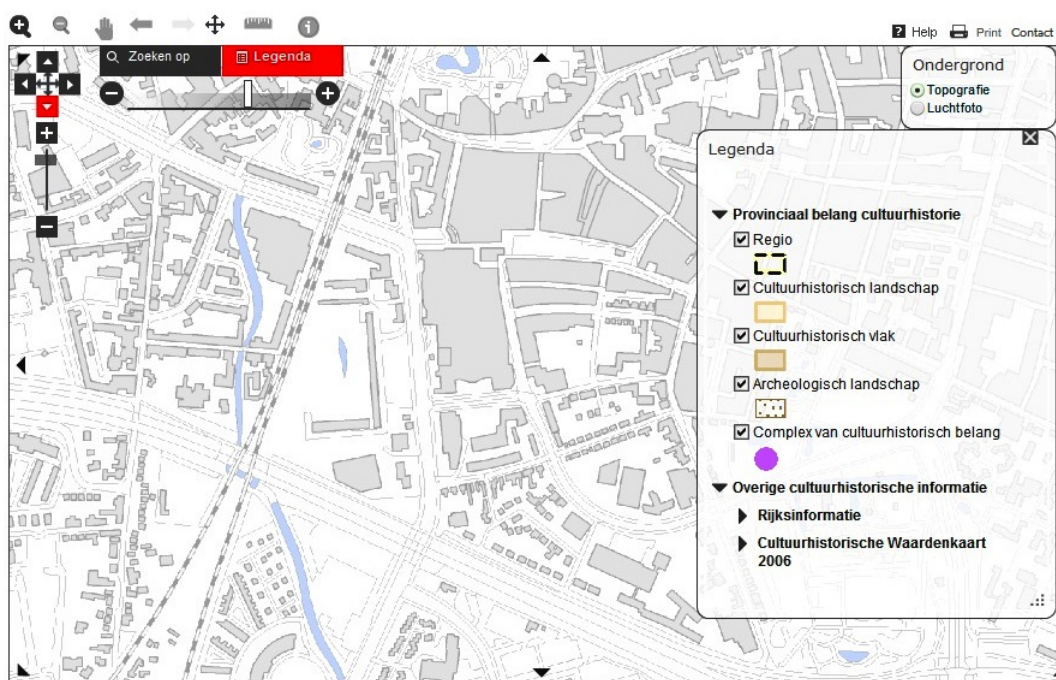 Help Print Contact
Zoeken op Legenda
Ondergrond
Topografie
Luchtfoto
Legenda
Provinciaal belang cultuurhistorie
Regio
Cultuurhistorisch landschap
Cultuurhistorisch vlak
Archeologisch landschap
Complex van cultuurhistorisch belang
Overige cultuurhistorische informatie
Rijksinformatie
Cultuurhistorische Waardenkaart
2006